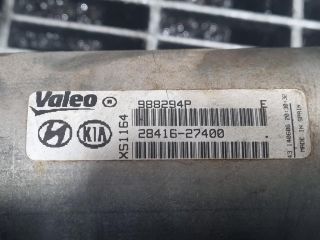 Valeo ® 988294P E
KIA XS1164 28416-27400
MADE IN SPAIN